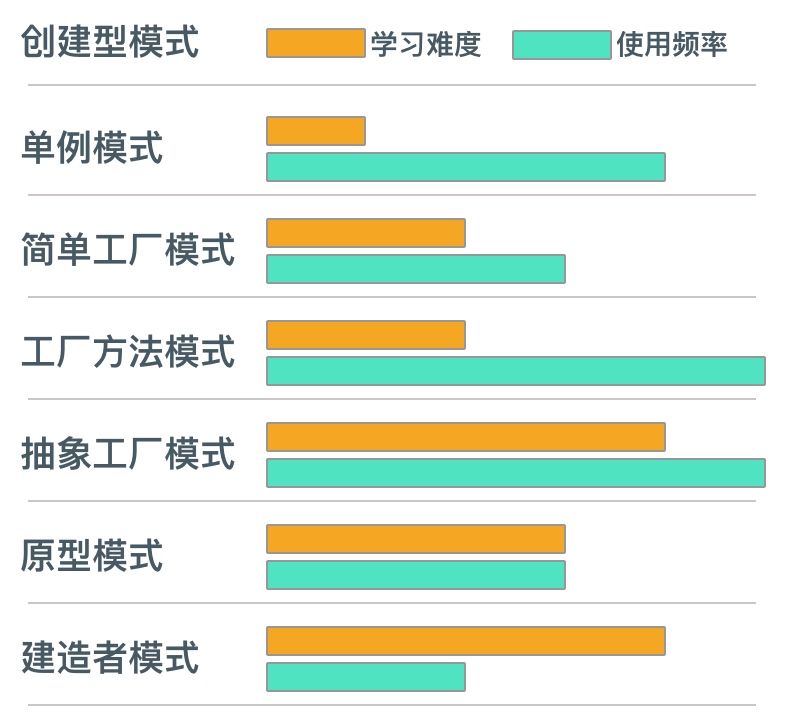 创建型模式 学习难度 使用频率
单例模式
简单工厂模式
工厂方法模式
抽象工厂模式
原型模式
建造者模式